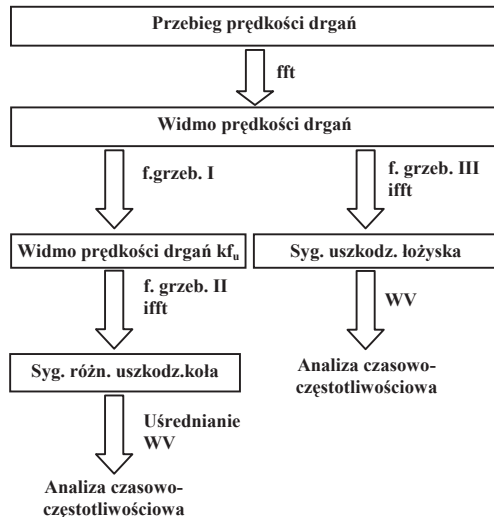 Przebieg prędkości drgań
fft
Widmo prędkości drgań
f.grzeb. I
f. grzeb. III
ifft
Widmo prędkości drgań kfu
Syg. uszkodz. łożyska
f. grzeb. II
ifft
WV
Analiza czasowo-
częstotliwościowa
Syg. różn. uszkodz.koła
Uśrednianie
WV
Analiza czasowo-
częstotliwościowa